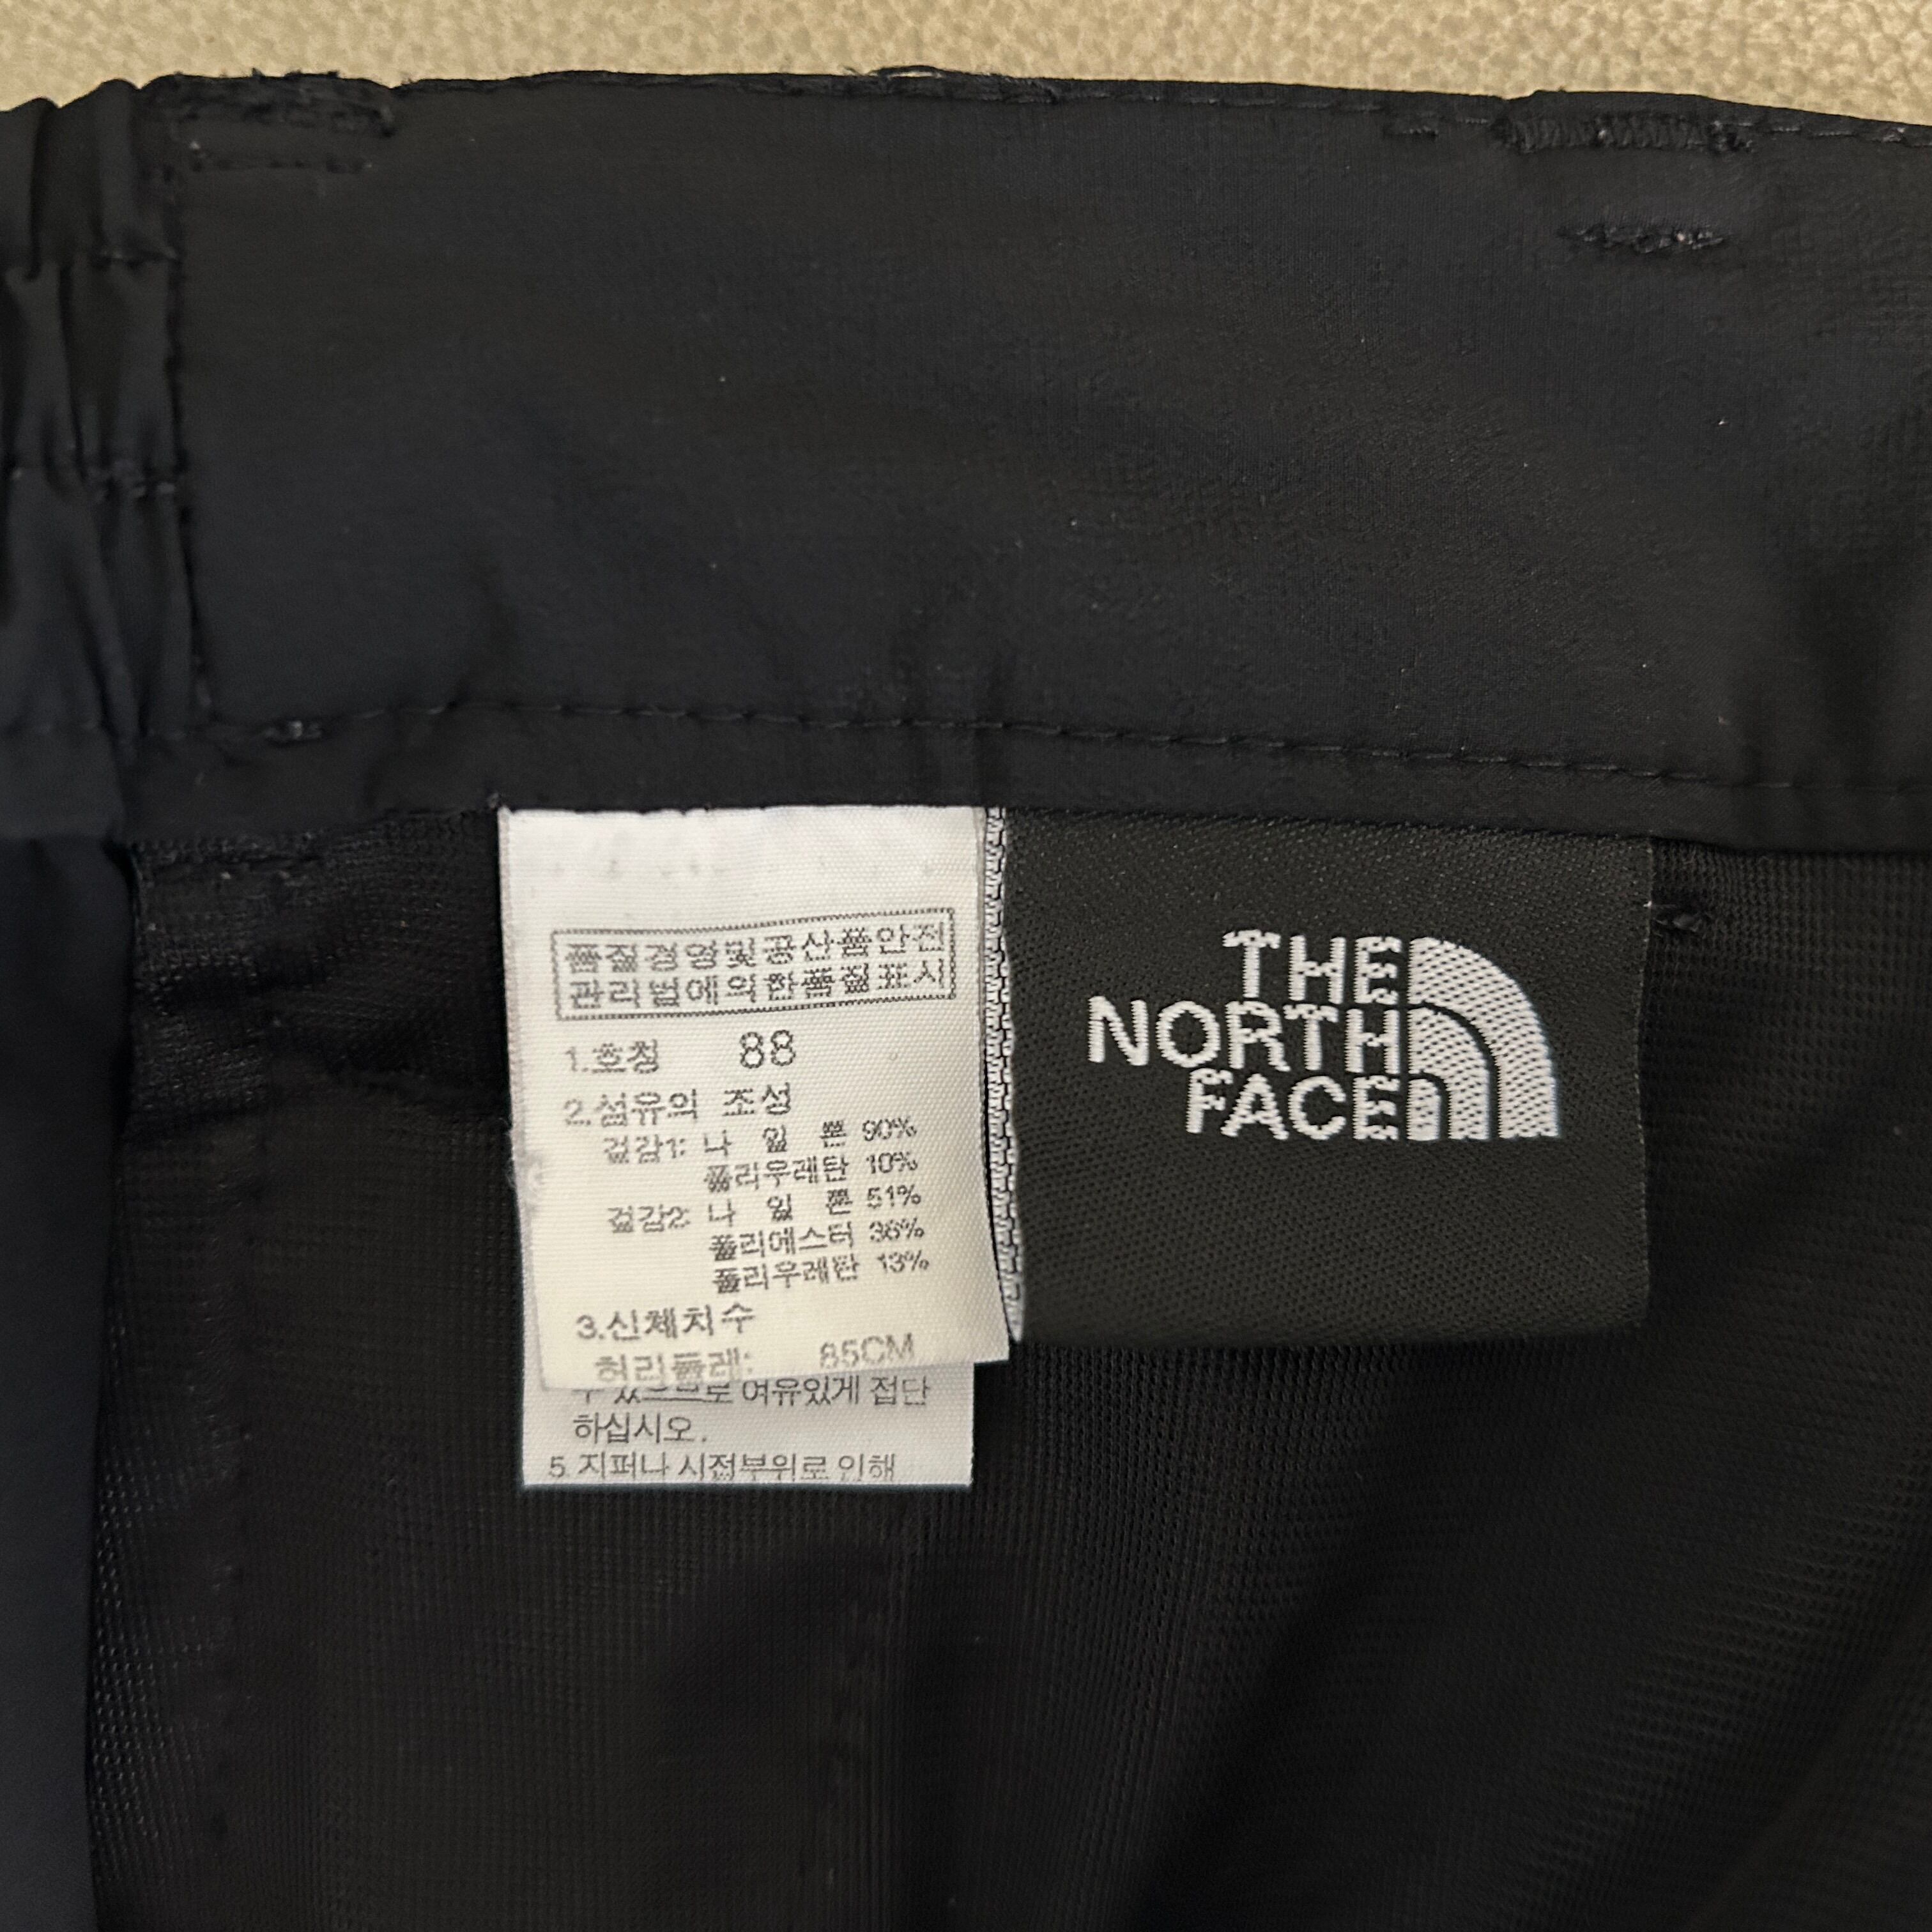 품질경영및공산품안전
관리법에의한품질표시
1.호칭 88
2.섬유의 조성
겉감1: 나 일 론 90%
폴리우레탄 10%
겉감2: 나 일 론 51%
폴리에스터 36%
폴리우레탄 13%
3.신체치수
허리둘레: 85CM
수 있으므로 여유있게 접단
하십시오.
5.지퍼나 시접부위로 인해
THE
NORTH
FACE